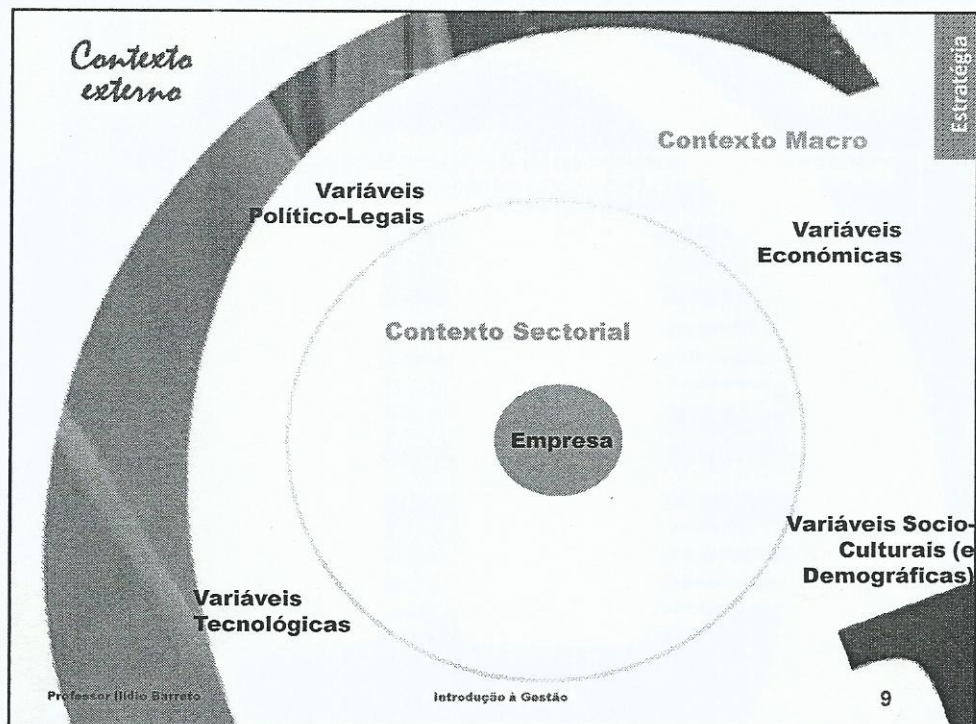 Contexto
externo
Estratégia
Contexto Macro
Variáveis
Político-Legais
Variáveis
Económicas
Contexto Sectorial
Empresa
Variáveis Socio-
Culturais (e
Demográficas)
Variáveis
Tecnológicas
Professor Ilídio Barreto
Introdução à Gestão
9